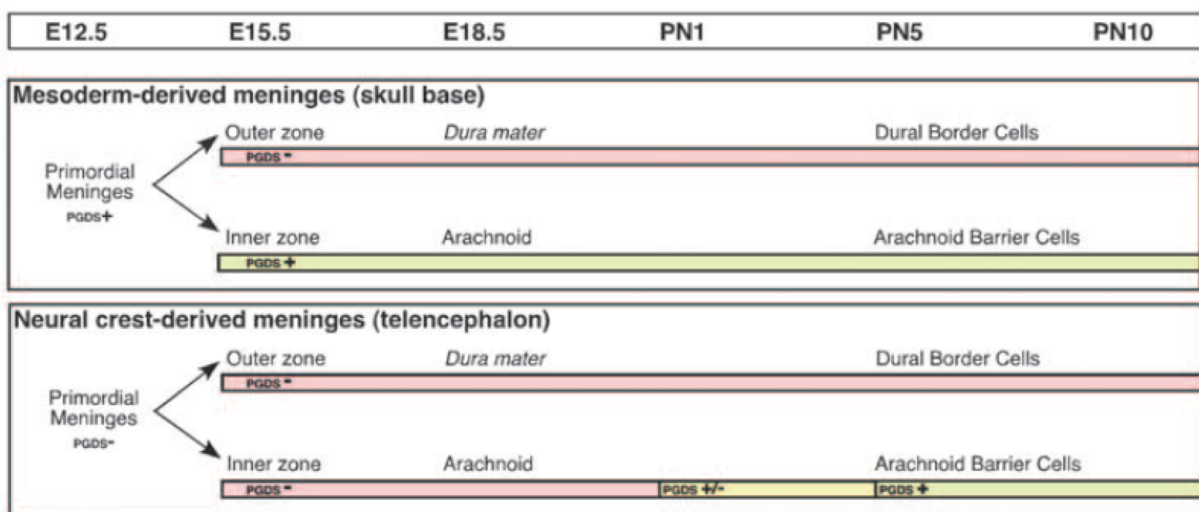 E12.5 E15.5 E18.5 PN1 PN5 PN10
Mesoderm-derived meninges (skull base)
Outer zone Dura mater Dural Border Cells
PGDS -
Primordial
Meninges
PGDS+
Inner zone Arachnoid Arachnoid Barrier Cells
PGDS +
Neural crest-derived meninges (telencephalon)
Outer zone Dura mater Dural Border Cells
PGDS -
Primordial
Meninges
PGDS-
Inner zone Arachnoid Arachnoid Barrier Cells
PGDS - PGDS +/- PGDS +